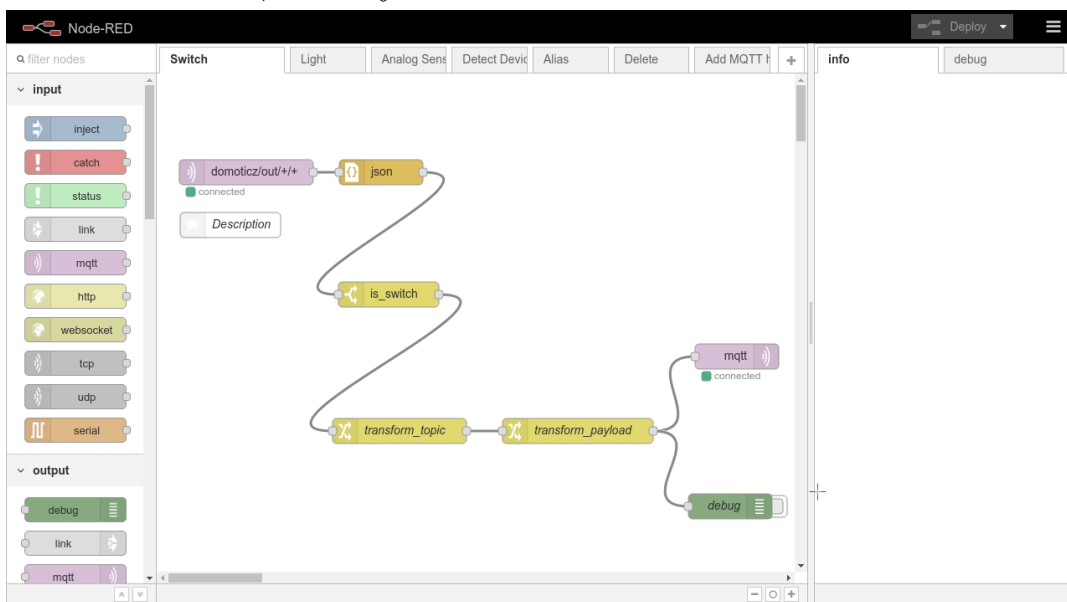 Node-RED
Deploy
filter nodes
Switch
Light
Analog Sens
Detect Devic
Alias
Delete
Add MQTT h
info
debug
input
inject
catch
status
link
mqtt
http
websocket
tcp
udp
serial
output
debug
link
mqtt
domoticz/out/+/+
json
connected
Description
is_switch
mqtt
connected
transform_topic
transform_payload
debug